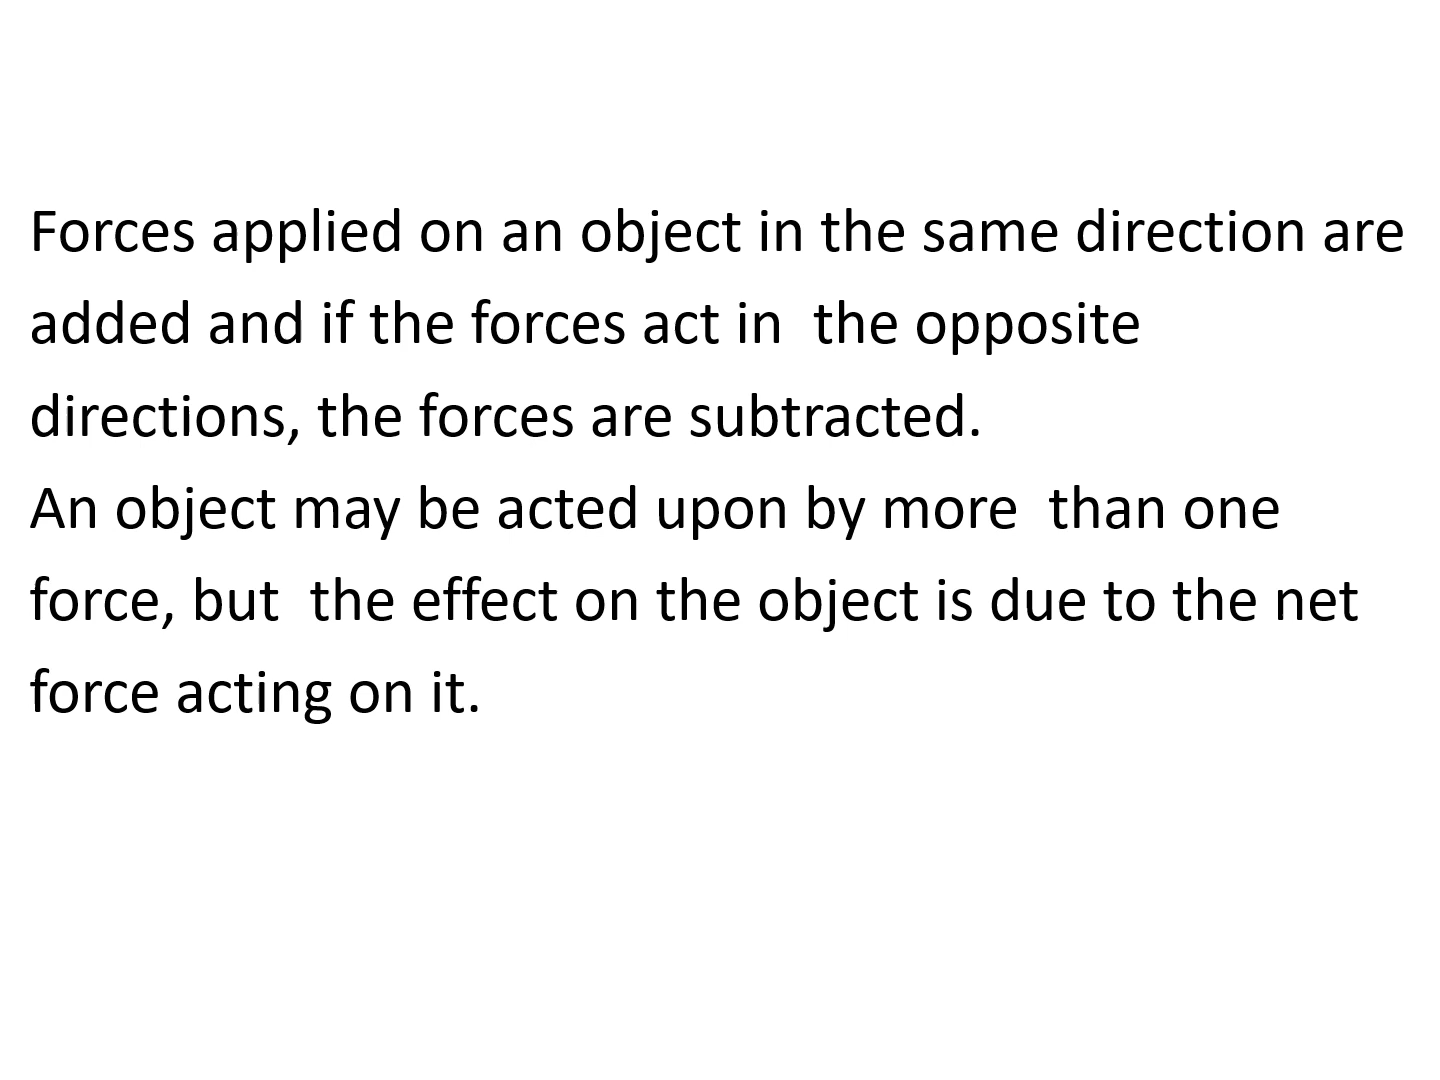 Forces applied on an object in the same direction are
added and if the forces act in  the opposite
directions, the forces are subtracted.
An object may be acted upon by more  than one
force, but  the effect on the object is due to the net
force acting on it.